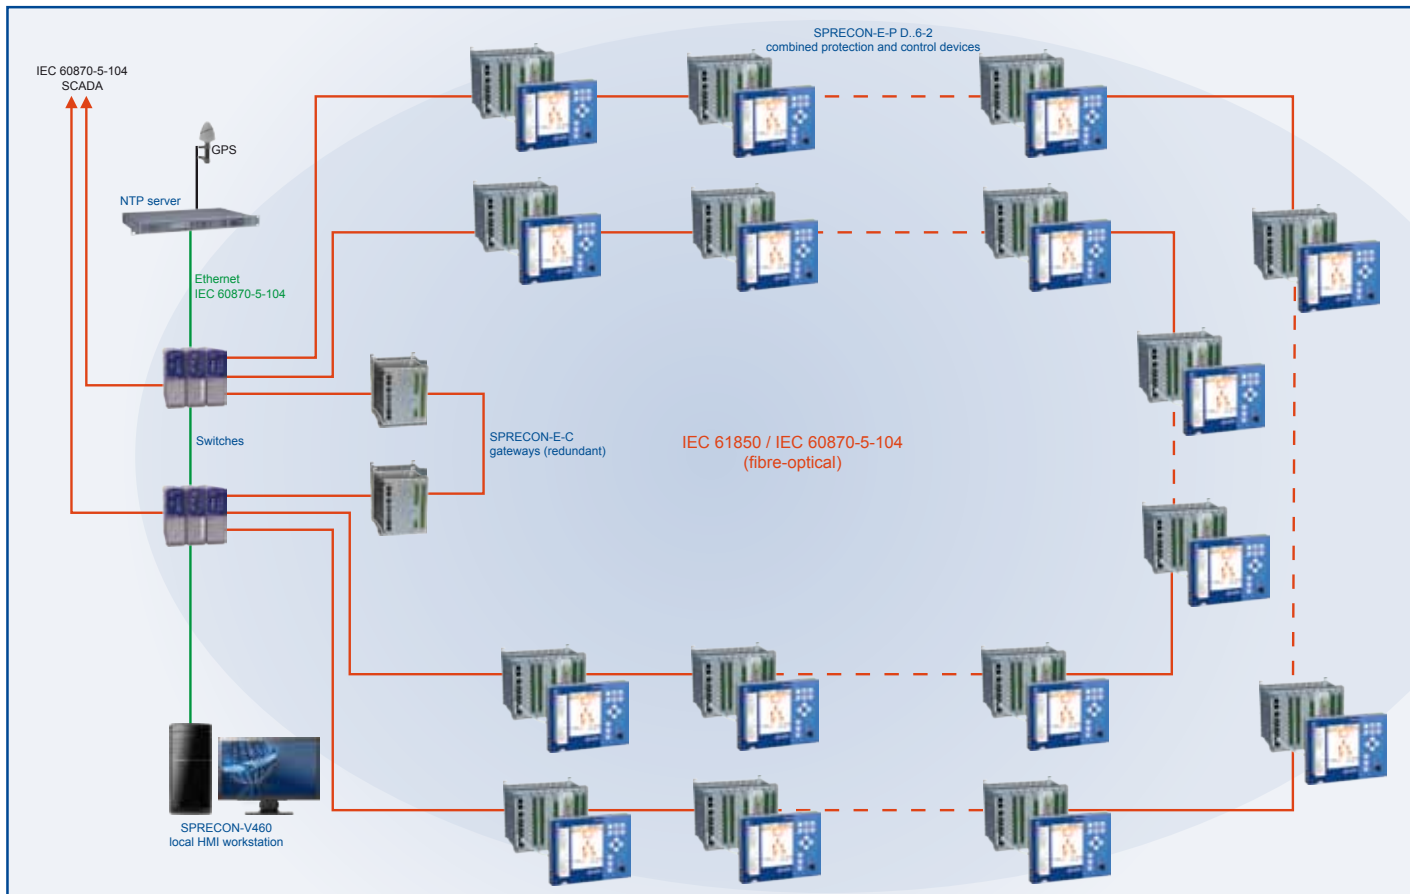 SPRECON-E-P D..6-2
combined protection and control devices
IEC 60870-5-104
SCADA
GPS
NTP server
Ethernet
IEC 60870-5-104
Switches
SPRECON-E-C
gateways (redundant)
IEC 61850 / IEC 60870-5-104
(fibre-optical)
SPRECON-V460
local HMI workstation